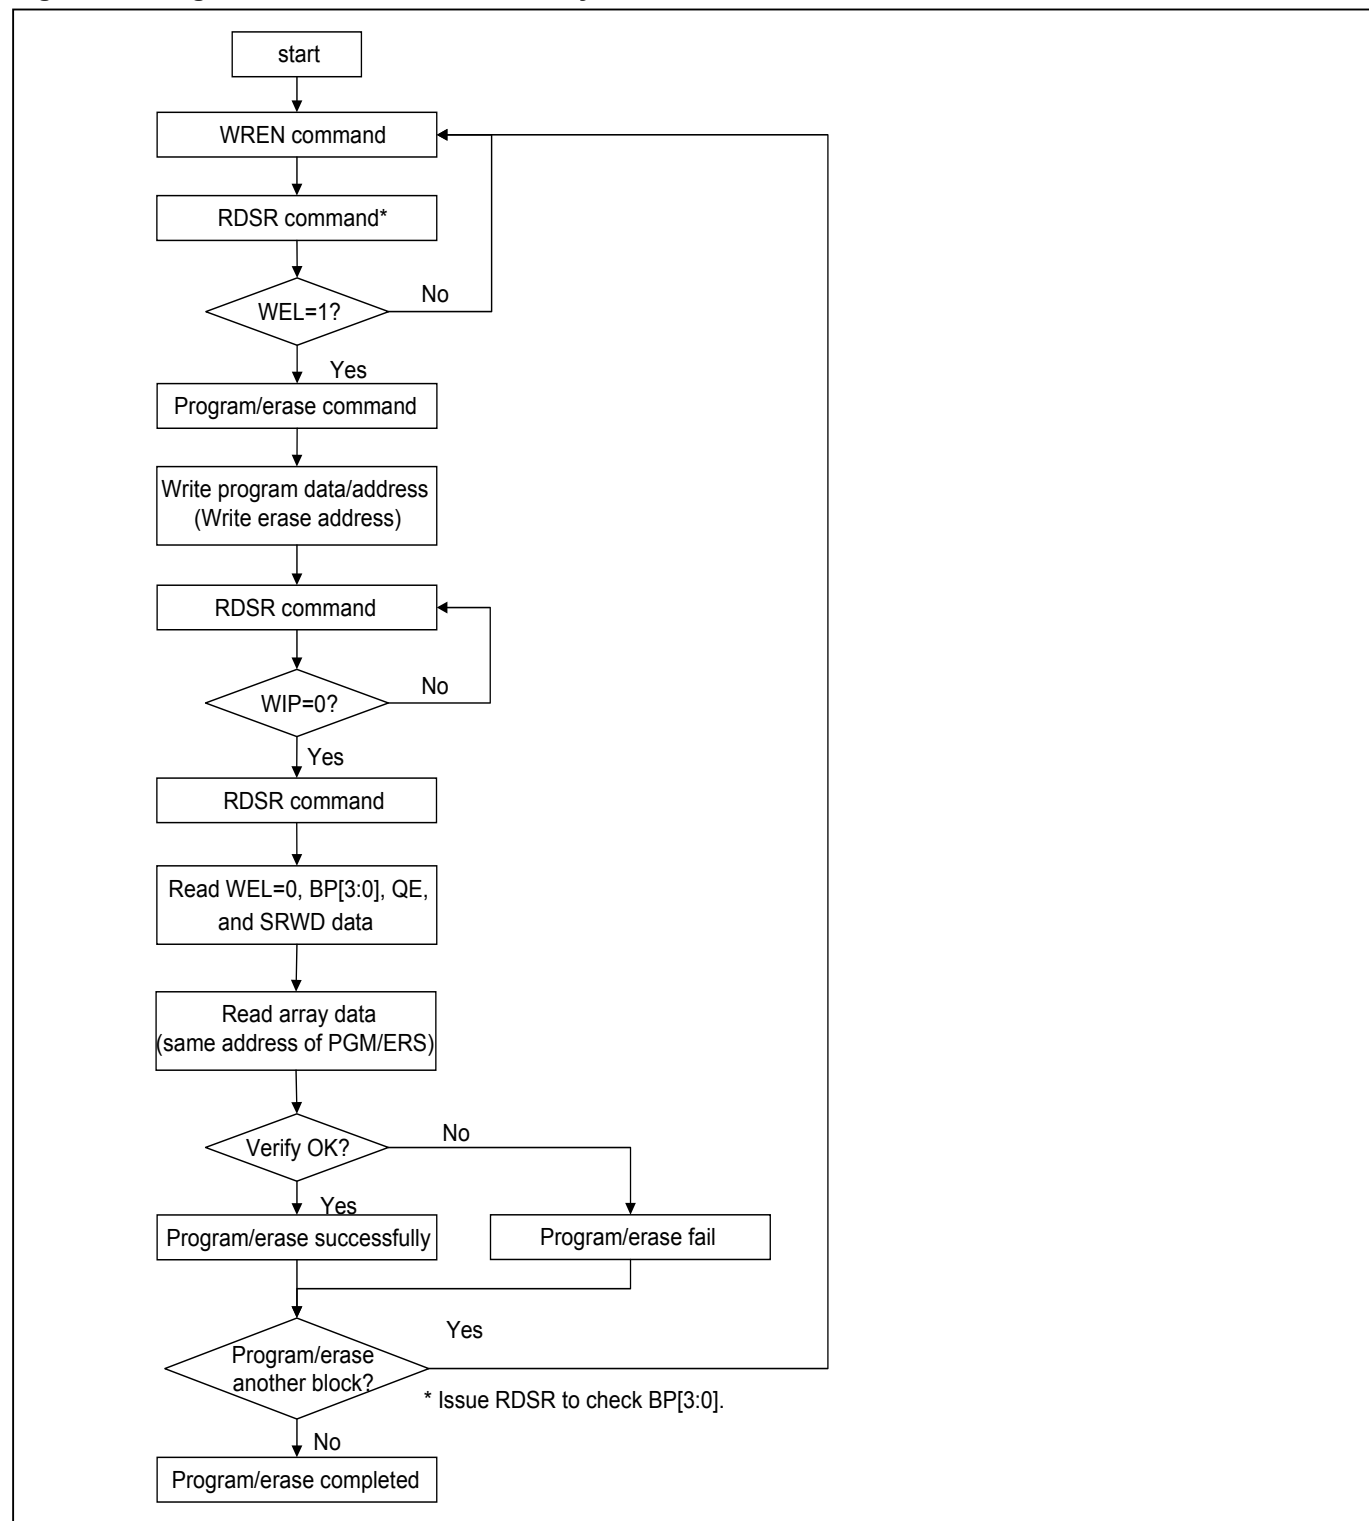 start
WREN command
RDSR command*
WEL=1?
No
Yes
Program/erase command
Write program data/address
(Write erase address)
RDSR command
WIP=0?
No
Yes
RDSR command
Read WEL=0, BP[3:0], QE,
and SRWD data
Read array data
(same address of PGM/ERS)
Verify OK?
No
Yes
Program/erase successfully
Program/erase fail
Yes
Program/erase
another block?
* Issue RDSR to check BP[3:0].
No
Program/erase completed